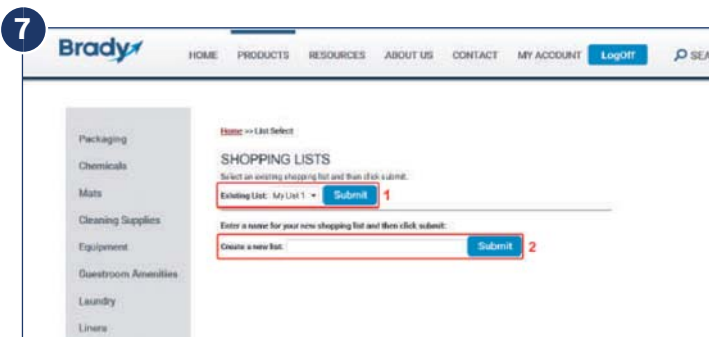 7
Brady
HOME PRODUCTS RESOURCES ABOUT US CONTACT MY ACCOUNT LogOff SEA
Home >> List Select
Packaging
SHOPPING LISTS
Chemicals
Select an existing shopping list and then click submit.
Mats
Existing List: My List 1 Submit 1
Cleaning Supplies
Enter a name for your new shopping list and then click submit:
Equipment
Create a new list: Submit 2
Guestroom Amenities
Laundry
Liners